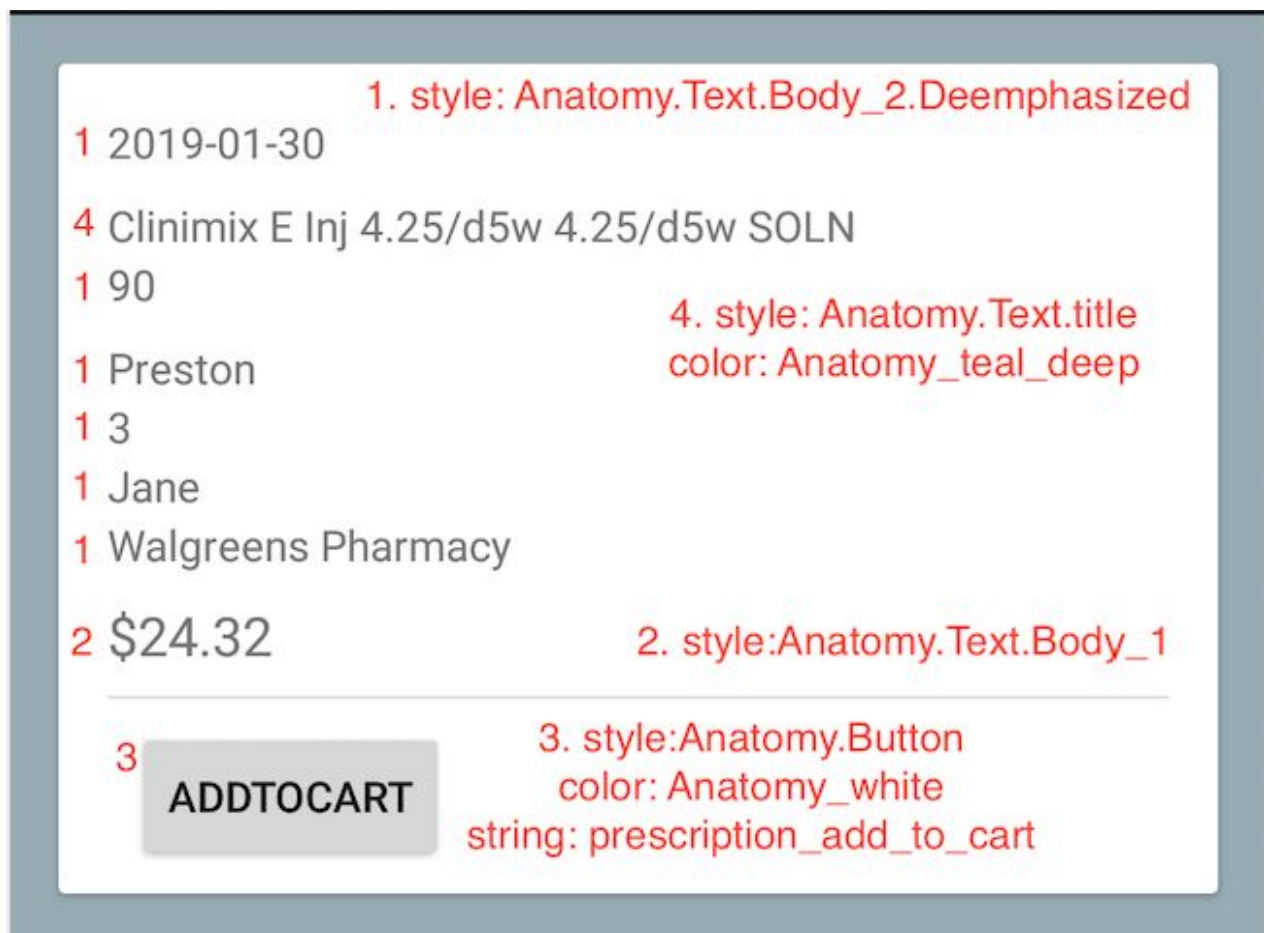 1. style: Anatomy.Text.Body_2.Deemphasized
1 2019-01-30
4 Clinimix E Inj 4.25/d5w 4.25/d5w SOLN
1 90
4. style: Anatomy.Text.title
color: Anatomy_teal_deep
1 Preston
1 3
1 Jane
1 Walgreens Pharmacy
2 $24.32
2. style:Anatomy.Text.Body_1
3 ADDTOCART
3. style:Anatomy.Button
color: Anatomy_white
string: prescription_add_to_cart